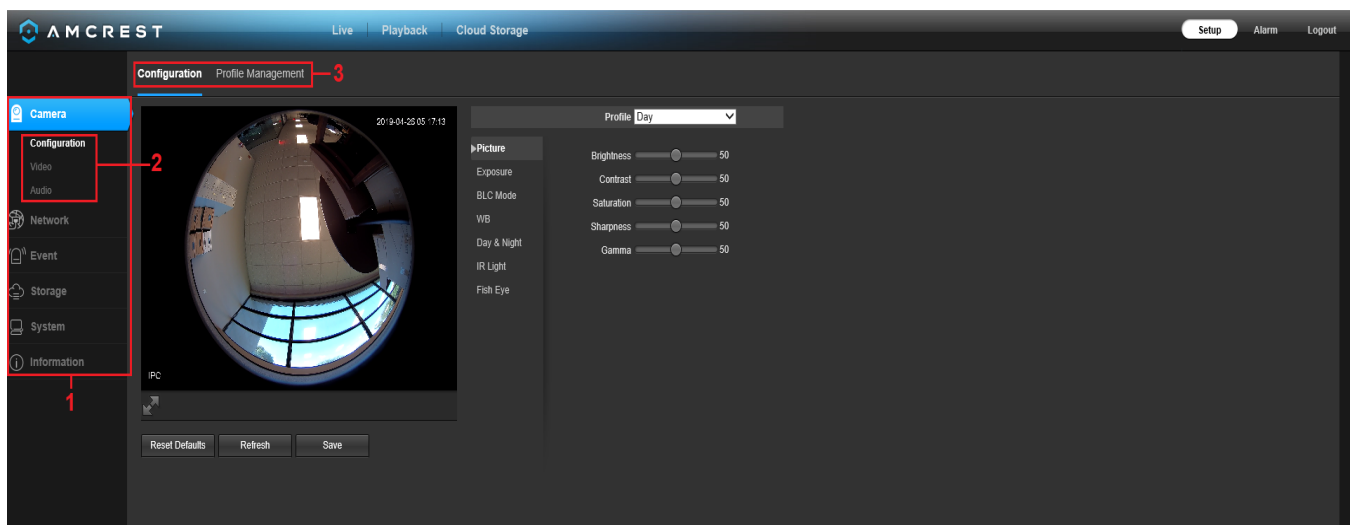 AMCREST
Live Playback Cloud Storage
Setup Alarm Logout
Configuration Profile Management 3
Camera
Configuration
Video
Audio
2
Network
Event
Storage
System
Information
1
2019-04-26 05:17:13
IPC
Reset Defaults Refresh Save
Profile Day
Picture
Exposure
BLC Mode
WB
Day & Night
IR Light
Fish Eye
Brightness 50
Contrast 50
Saturation 50
Sharpness 50
Gamma 50